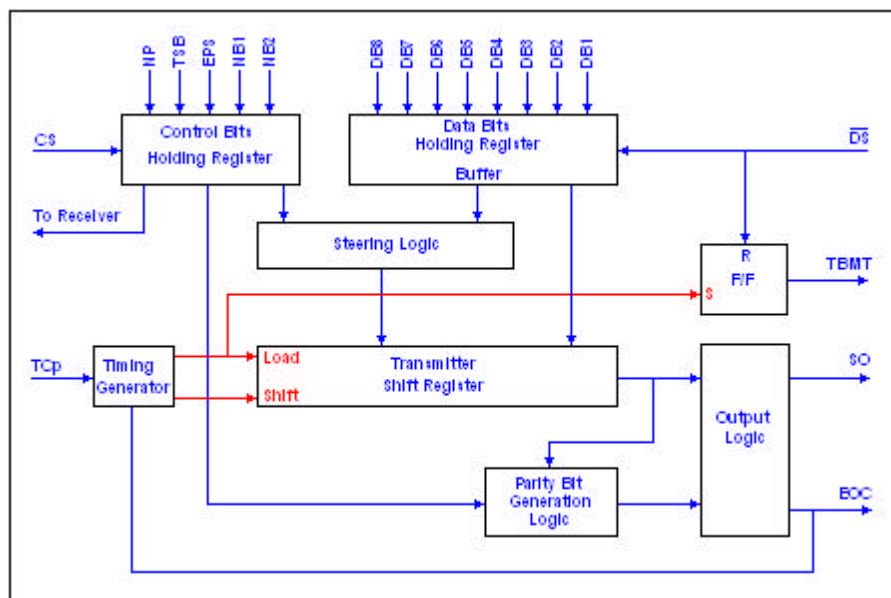 NP TSB EPS NB1 NB2 DB8 DB7 DB6 DB5 DB4 DB3 DB2 DB1
CS
Control Bits
Holding Register
Data Bits
Holding Register
Buffer
DS
To Receiver
Steering Logic
R
F/F
S
TBMT
TCp
Timing
Generator
Load
Shift
Transmitter
Shift Register
SO
Output
Logic
Parity Bit
Generation
Logic
EOC